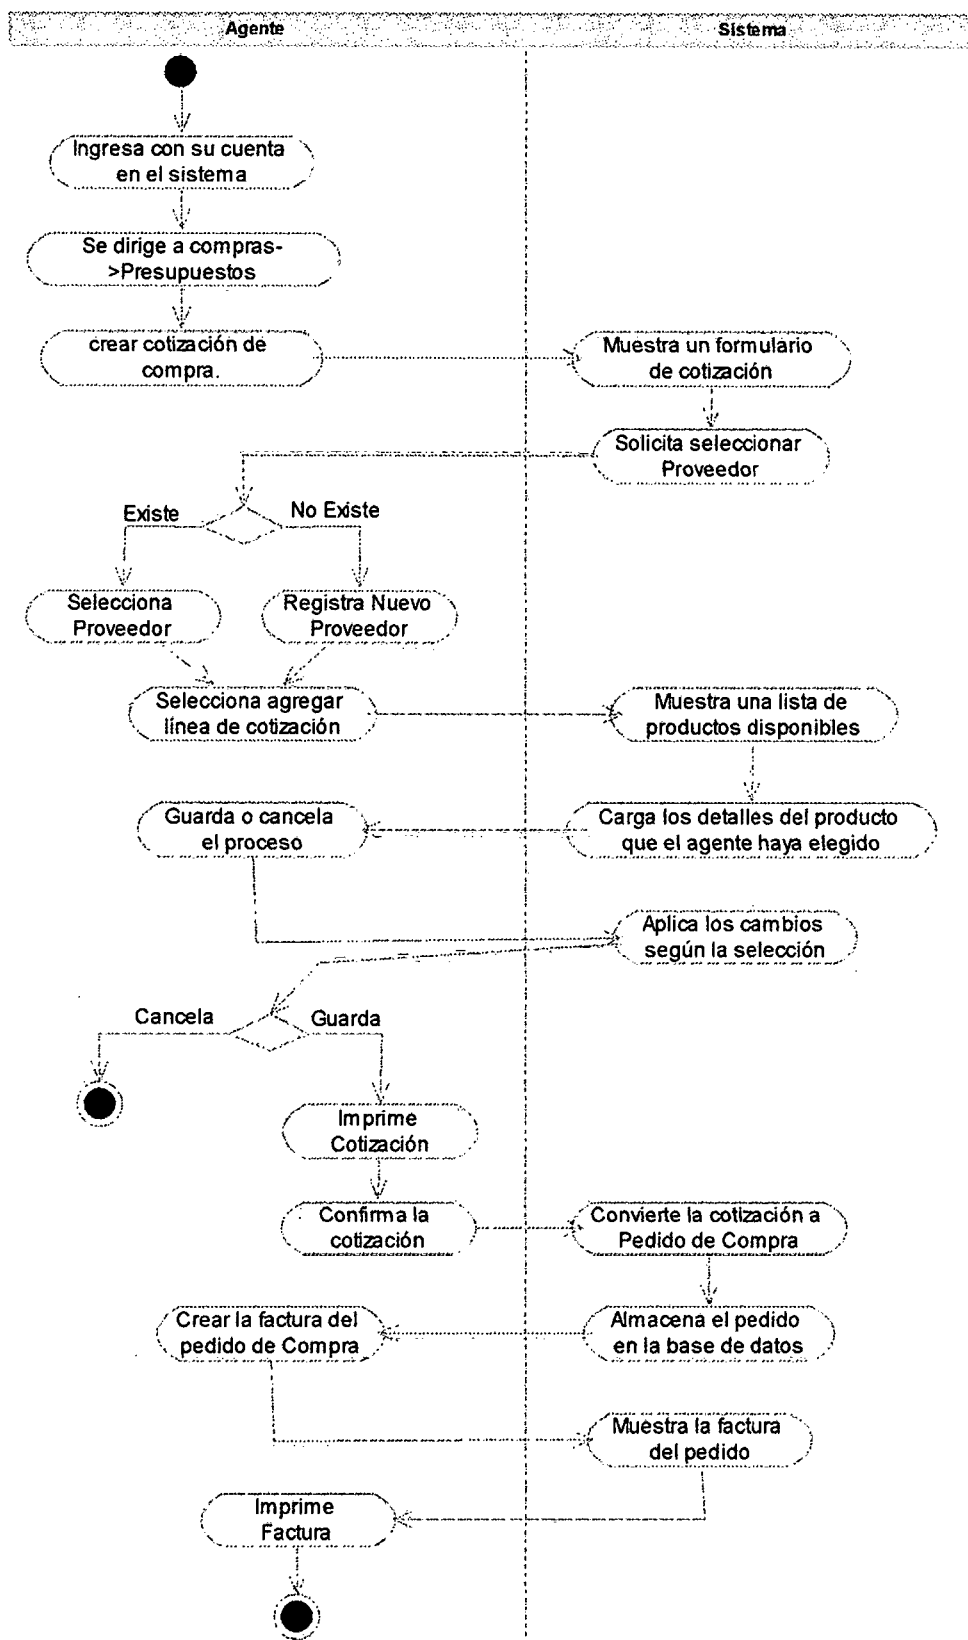 Agente
Sistema
Ingresa con su cuenta
en el sistema
Se dirige a compras-
>Presupuestos
crear cotización de
compra.
Muestra un formulario
de cotización
Solicita seleccionar
Proveedor
Existe
No Existe
Selecciona
Proveedor
Registra Nuevo
Proveedor
Selecciona agregar
línea de cotización
Muestra una lista de
productos disponibles
Guarda o cancela
el proceso
Carga los detalles del producto
que el agente haya elegido
Aplica los cambios
según la selección
Cancela
Guarda
Imprime
Cotización
Confirma la
cotización
Convierte la cotización a
Pedido de Compra
Crear la factura del
pedido de Compra
Almacena el pedido
en la base de datos
Muestra la factura
del pedido
Imprime
Factura